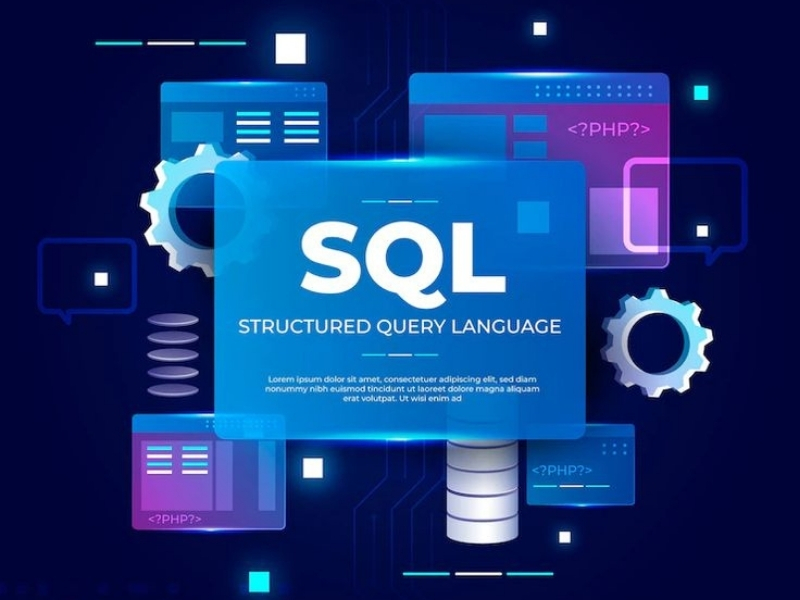 <?PHP?>
SQL
STRUCTURED QUERY LANGUAGE
Lorem ipsum dolor sit amet, consectetuer adipiscing elit, sed diam
nonummy nibh euismod tincidunt ut laoreet dolore magna aliquam
erat volutpat. Ut wisi enim ad
<?PHP?>
<?PHP?>